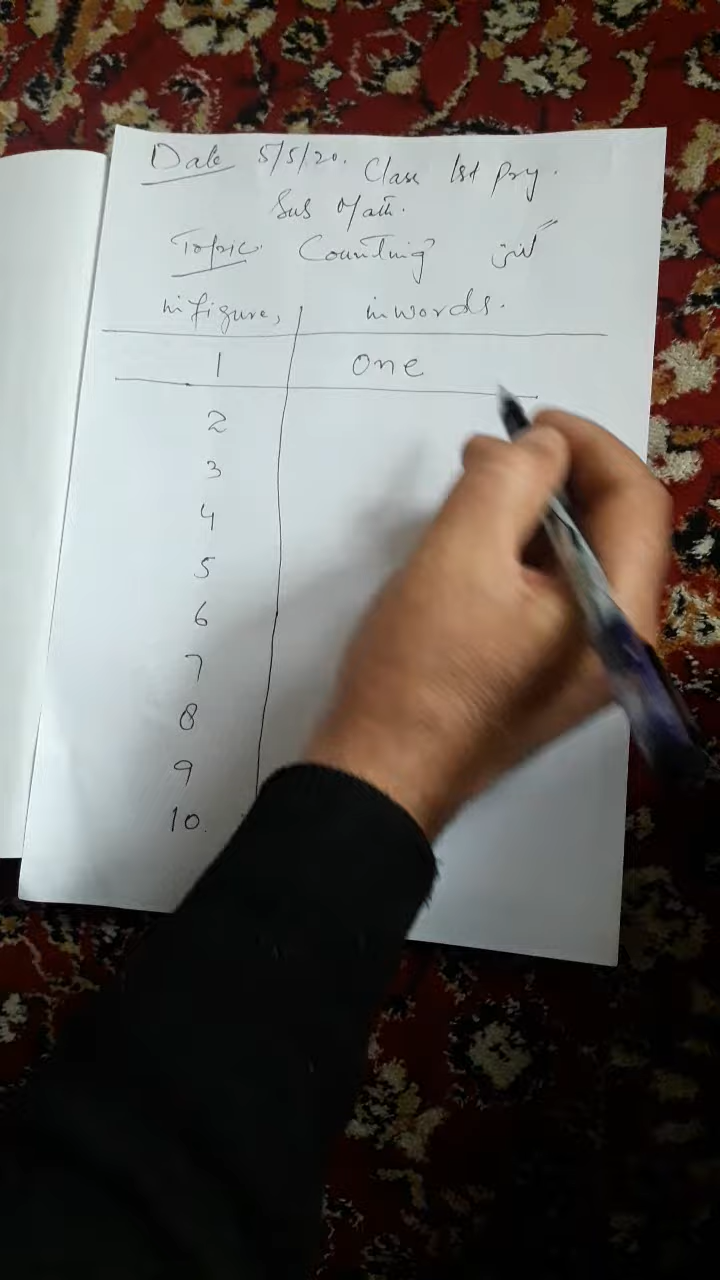 Date 5/5/20. Class 1st Pry.
Sub Math.
Topic. Counting گنتی
in figure, in words.
1 One
2
3
4
5
6
7
8
9
10.